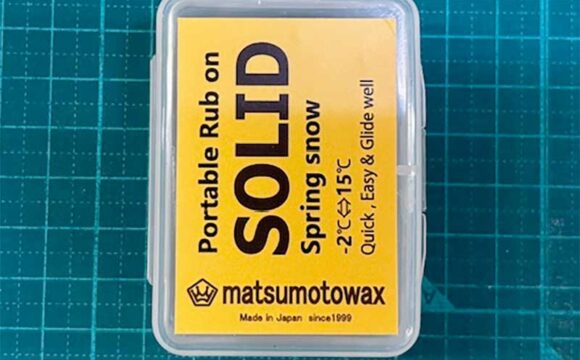 Portable Rub on
SOLID
Spring snow
-2℃⇔15℃
Quick , Easy & Glide well
matsumotowax
Made in Japan since1999